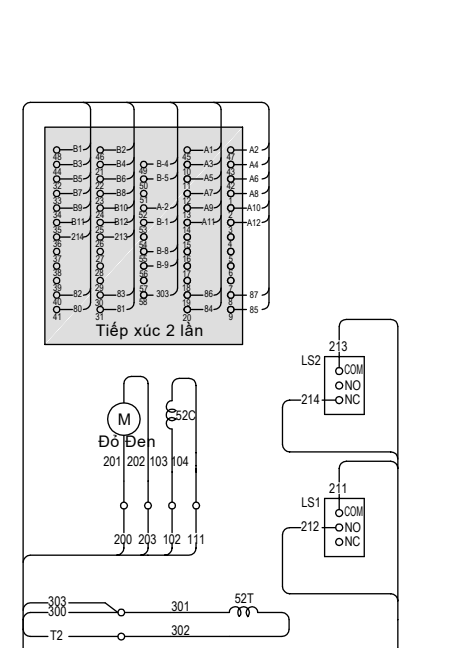 B1 B2 A1 A2
48 46 45 47
B3 B4 B-4 A3 A4
44 21 49 10 43
B5 B6 B-5 A5 A6
32 22 50 11 42
B7 B8 A7 A8
33 23 51 12 1
B9 B10 A-2 A9 A10
34 24 52 13 2
B11 B12 B-1 A11 A12
35 25 53 14 3
214 213
36 26 54 15 4
B-8
37 27 55 16 5
B-9
38 28 56 17 6
39 29 57 18 7
82 83 303 86 87
40 30 58 19 8
80 81 84 85
41 31 20 9
Tiếp xúc 2 lần
213
LS2
COM
NO
214 NC
M
52C
Đỏ Đen
201 202 103 104
200 203 102 111
211
LS1
COM
212 NO
NC
303
300 301 52T
T2 302